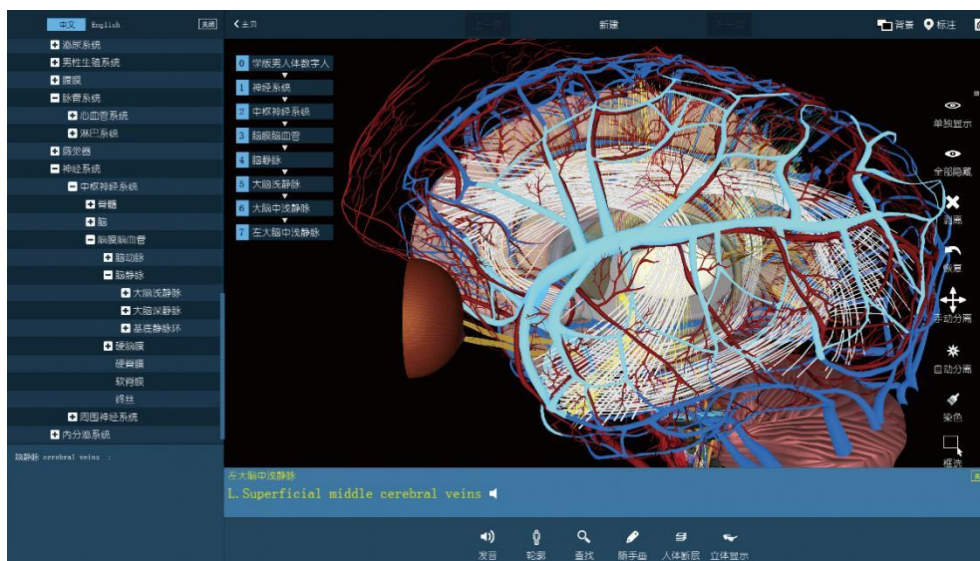 中文 English 关闭
泌尿系统
男性生殖系统
腹膜
脉管系统
心血管系统
淋巴系统
感觉器
神经系统
中枢神经系统
脊髓
脑
脑膜脑血管
脑动脉
脑静脉
大脑浅静脉
大脑深静脉
基底静脉环
硬脑膜
硬脊膜
软脊膜
终丝
周围神经系统
内分泌系统
脑静脉 cerebral veins :
主页
上一页
新建
下一页
背景
标注
0 学版男人体数字人
1 神经系统
2 中枢神经系统
3 脑膜脑血管
4 脑静脉
5 大脑浅静脉
6 大脑中浅静脉
7 左大脑中浅静脉
单独显示
全部隐藏
剥离
恢复
手动分离
自动分离
染色
框选
左大脑中浅静脉
L.Superficial middle cerebral veins
发音
轮廓
查找
随手画
人体断层
立体显示